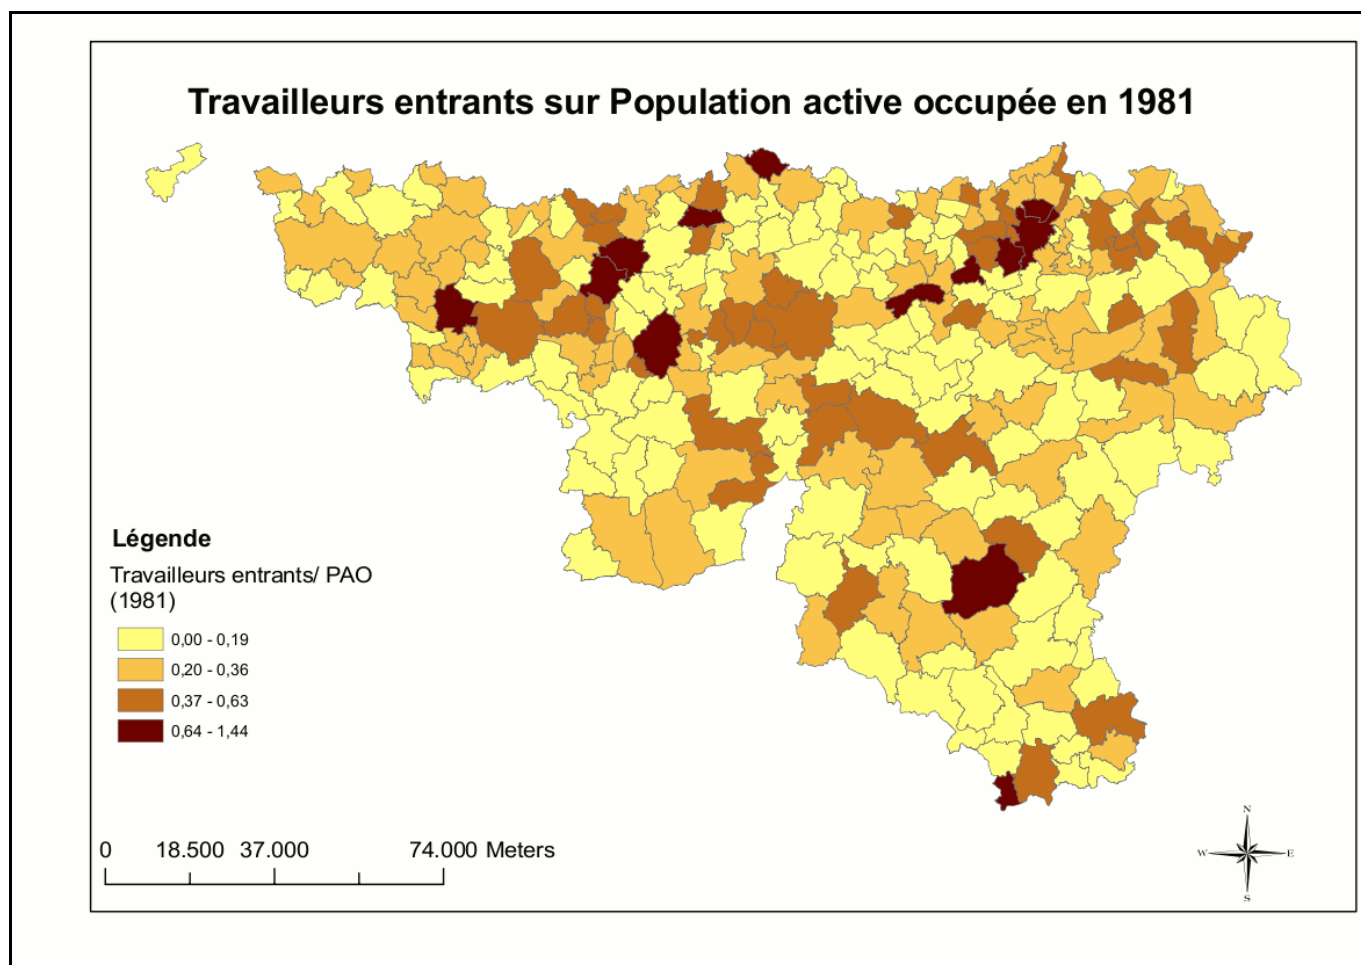 Travailleurs entrants sur Population active occupée en 1981
Légende
Travailleurs entrants/ PAO
(1981)
0,00 - 0,19
0,20 - 0,36
0,37 - 0,63
0,64 - 1,44
0 18.500 37.000 74.000 Meters
N
W E
S